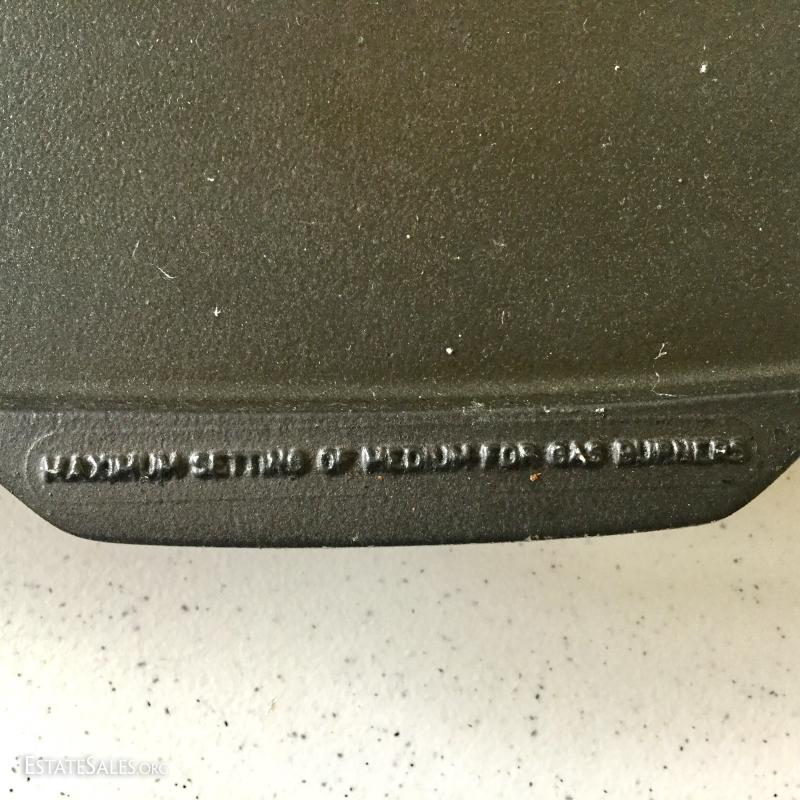 MAXIMUM SETTING OF MEDIUM FOR GAS BURNERS
ESTATESALES.ORG